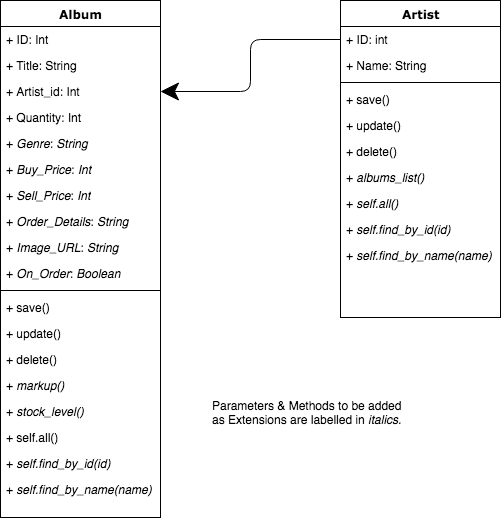 Album
+ ID: Int
+ Title: String
+ Artist_id: Int
+ Quantity: Int
+ Genre: String
+ Buy_Price: Int
+ Sell_Price: Int
+ Order_Details: String
+ Image_URL: String
+ On_Order: Boolean
+ save()
+ update()
+ delete()
+ markup()
+ stock_level()
+ self.all()
+ self.find_by_id(id)
+ self.find_by_name(name)
Artist
+ ID: int
+ Name: String
+ save()
+ update()
+ delete()
+ albums_list()
+ self.all()
+ self.find_by_id(id)
+ self.find_by_name(name)
Parameters & Methods to be added
as Extensions are labelled in italics.